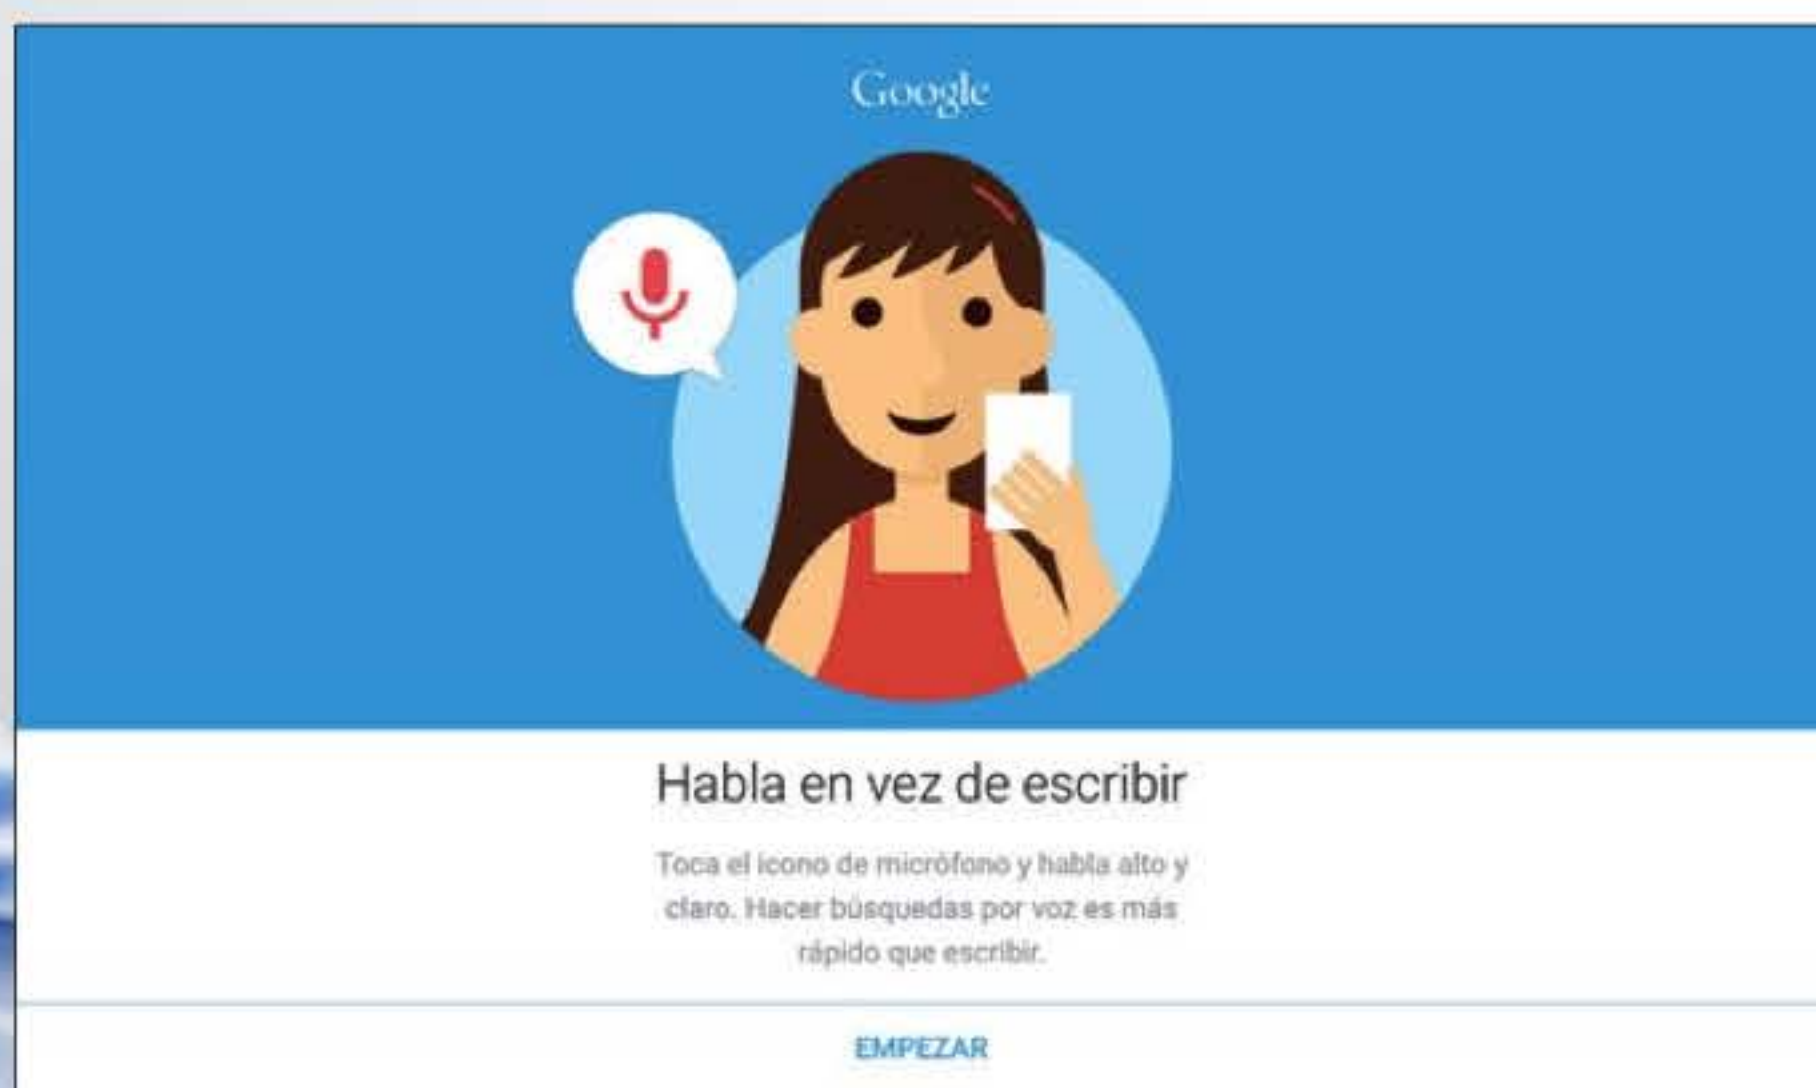 Google
Habla en vez de escribir
Toca el icono de micrófono y habla alto y
claro. Hacer búsquedas por voz es más
rápido que escribir.
EMPEZAR